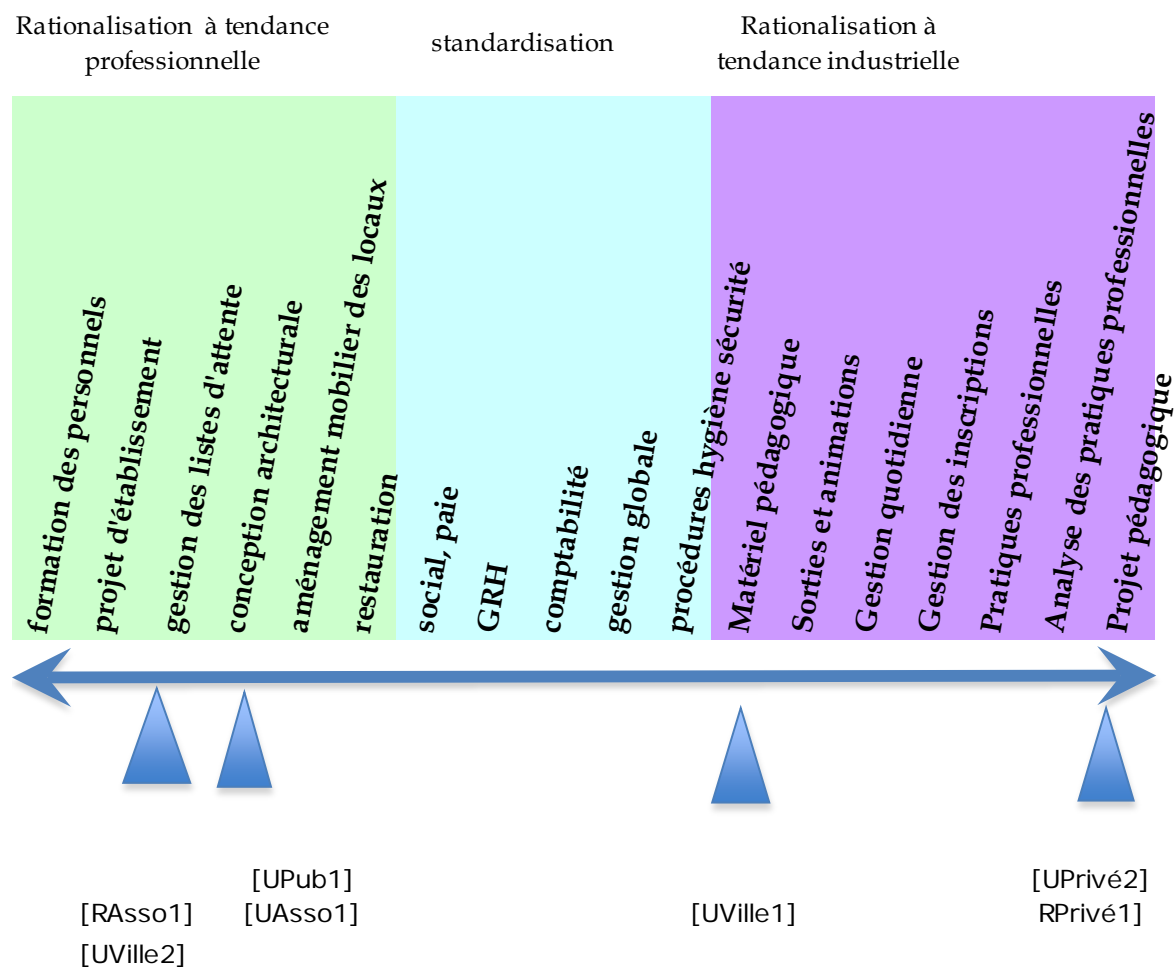 Rationalisation à tendance
professionnelle
standardisation
Rationalisation à
tendance industrielle
formation des personnels
projet d'établissement
gestion des listes d'attente
conception architecturale
aménagement mobilier des locaux
restauration
social, paie
GRH
comptabilité
gestion globale
procédures hygiène sécurité
Matériel pédagogique
Sorties et animations
Gestion quotidienne
Gestion des inscriptions
Pratiques professionnelles
Analyse des pratiques professionnelles
Projet pédagogique
[RAsso1]
[UVille2]
[UPub1]
[UAsso1]
[UVille1]
[UPrivé2]
RPrivé1]